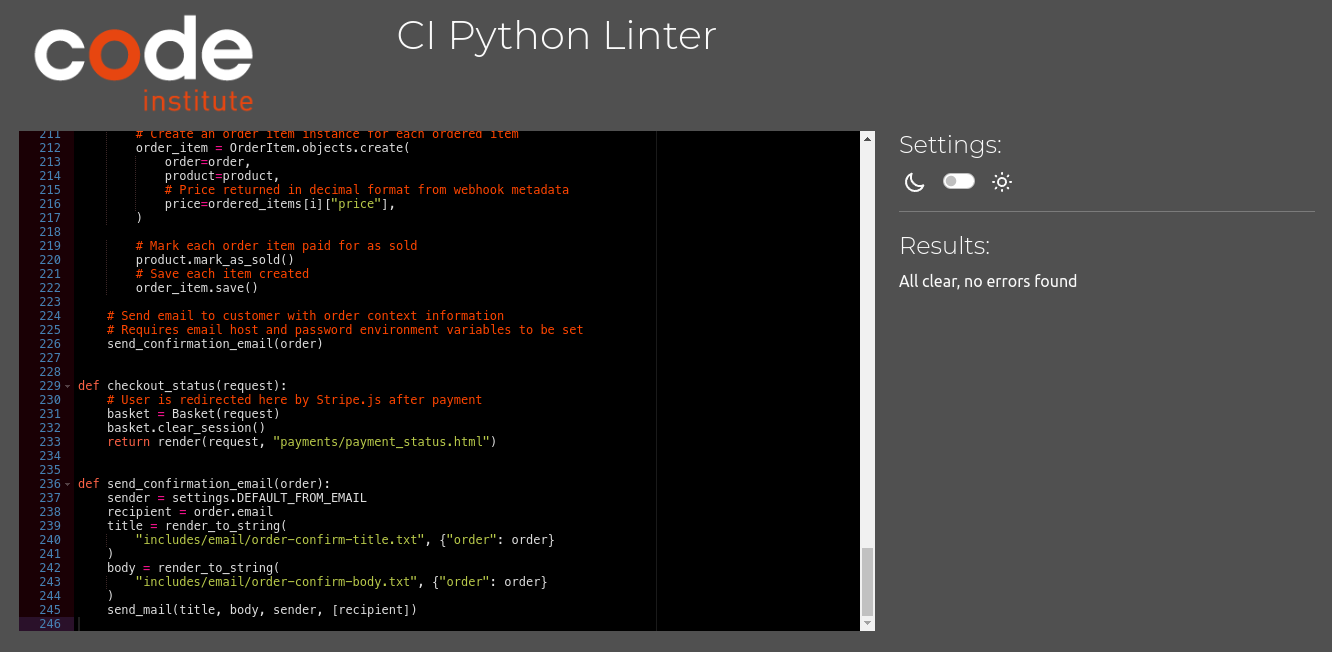 code
institute
CI Python Linter
211 # Create an order item instance for each ordered item
212 order_item = OrderItem.objects.create(
213 order=order,
214 product=product,
215 # Price returned in decimal format from webhook metadata
216 price=ordered_items[i]["price"],
217 )
218
219 # Mark each order item paid for as sold
220 product.mark_as_sold()
221 # Save each item created
222 order_item.save()
223
224 # Send email to customer with order context information
225 # Requires email host and password environment variables to be set
226 send_confirmation_email(order)
227
228
229 def checkout_status(request):
230 # User is redirected here by Stripe.js after payment
231 basket = Basket(request)
232 basket.clear_session()
233 return render(request, "payments/payment_status.html")
234
235
236 def send_confirmation_email(order):
237 sender = settings.DEFAULT_FROM_EMAIL
238 recipient = order.email
239 title = render_to_string(
240 "includes/email/order-confirm-title.txt", {"order": order}
241 )
242 body = render_to_string(
243 "includes/email/order-confirm-body.txt", {"order": order}
244 )
245 send_mail(title, body, sender, [recipient])
246
Settings:
Results:
All clear, no errors found